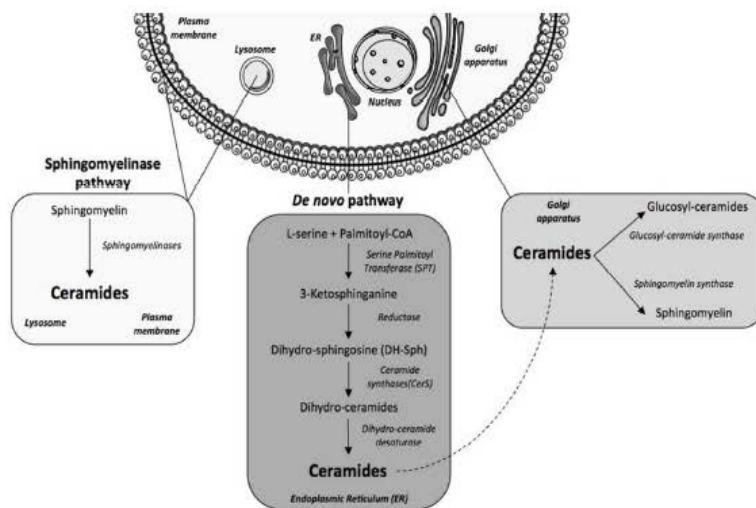 Plasma
membrane
Lysosome
ER
Nucleus
Golgi
apparatus
Sphingomyelinase
pathway
Sphingomyelin
Sphingomyelinases
Ceramides
Lysosome
Plasma
membrane
De novo pathway
L-serine + Palmitoyl-CoA
Serine Palmitoyl
Transferase (SPT)
3-Ketosphinganine
Reductase
Dihydro-sphingosine (DH-Sph)
Ceramide
synthases(CerS)
Dihydro-ceramides
Dihydro-ceramide
desaturase
Ceramides
Endoplasmic Reticulum (ER)
Golgi
apparatus
Ceramides
Glucosyl-ceramides
Glucosyl-ceramide synthase
Sphingomyelin synthase
Sphingomyelin